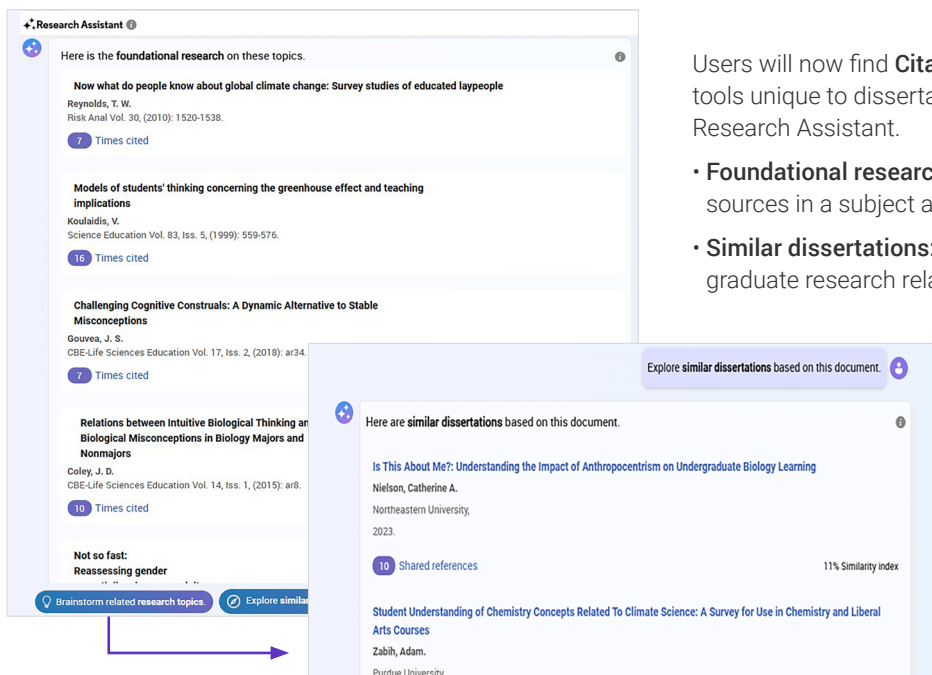 Research Assistant
Here is the foundational research on these topics.
Now what do people know about global climate change: Survey studies of educated laypeople
Reynolds, T. W.
Risk Anal Vol. 30, (2010): 1520-1538.
7 Times cited
Models of students' thinking concerning the greenhouse effect and teaching
implications
Koulaidis, V.
Science Education Vol. 83, Iss. 5, (1999): 559-576.
16 Times cited
Challenging Cognitive Construals: A Dynamic Alternative to Stable
Misconceptions
Gouvea, J. S.
CBE-Life Sciences Education Vol. 17, Iss. 2, (2018): ar34.
7 Times cited
Relations between Intuitive Biological Thinking an
Biological Misconceptions in Biology Majors and
Nonmajors
Coley, J. D.
CBE-Life Sciences Education Vol. 14, Iss. 1, (2015): ar8.
10 Times cited
Not so fast:
Reassessing gender
Brainstorm related research topics.
Explore simila
Users will now find Cita
tools unique to disserta
Research Assistant.
• Foundational researc
sources in a subject a
• Similar dissertations:
graduate research rela
Explore similar dissertations based on this document.
Here are similar dissertations based on this document.
Is This About Me?: Understanding the Impact of Anthropocentrism on Undergraduate Biology Learning
Nielson, Catherine A.
Northeastern University,
2023.
10 Shared references
11% Similarity index
Student Understanding of Chemistry Concepts Related To Climate Science: A Survey for Use in Chemistry and Liberal
Arts Courses
Zabih, Adam.
Purdue University